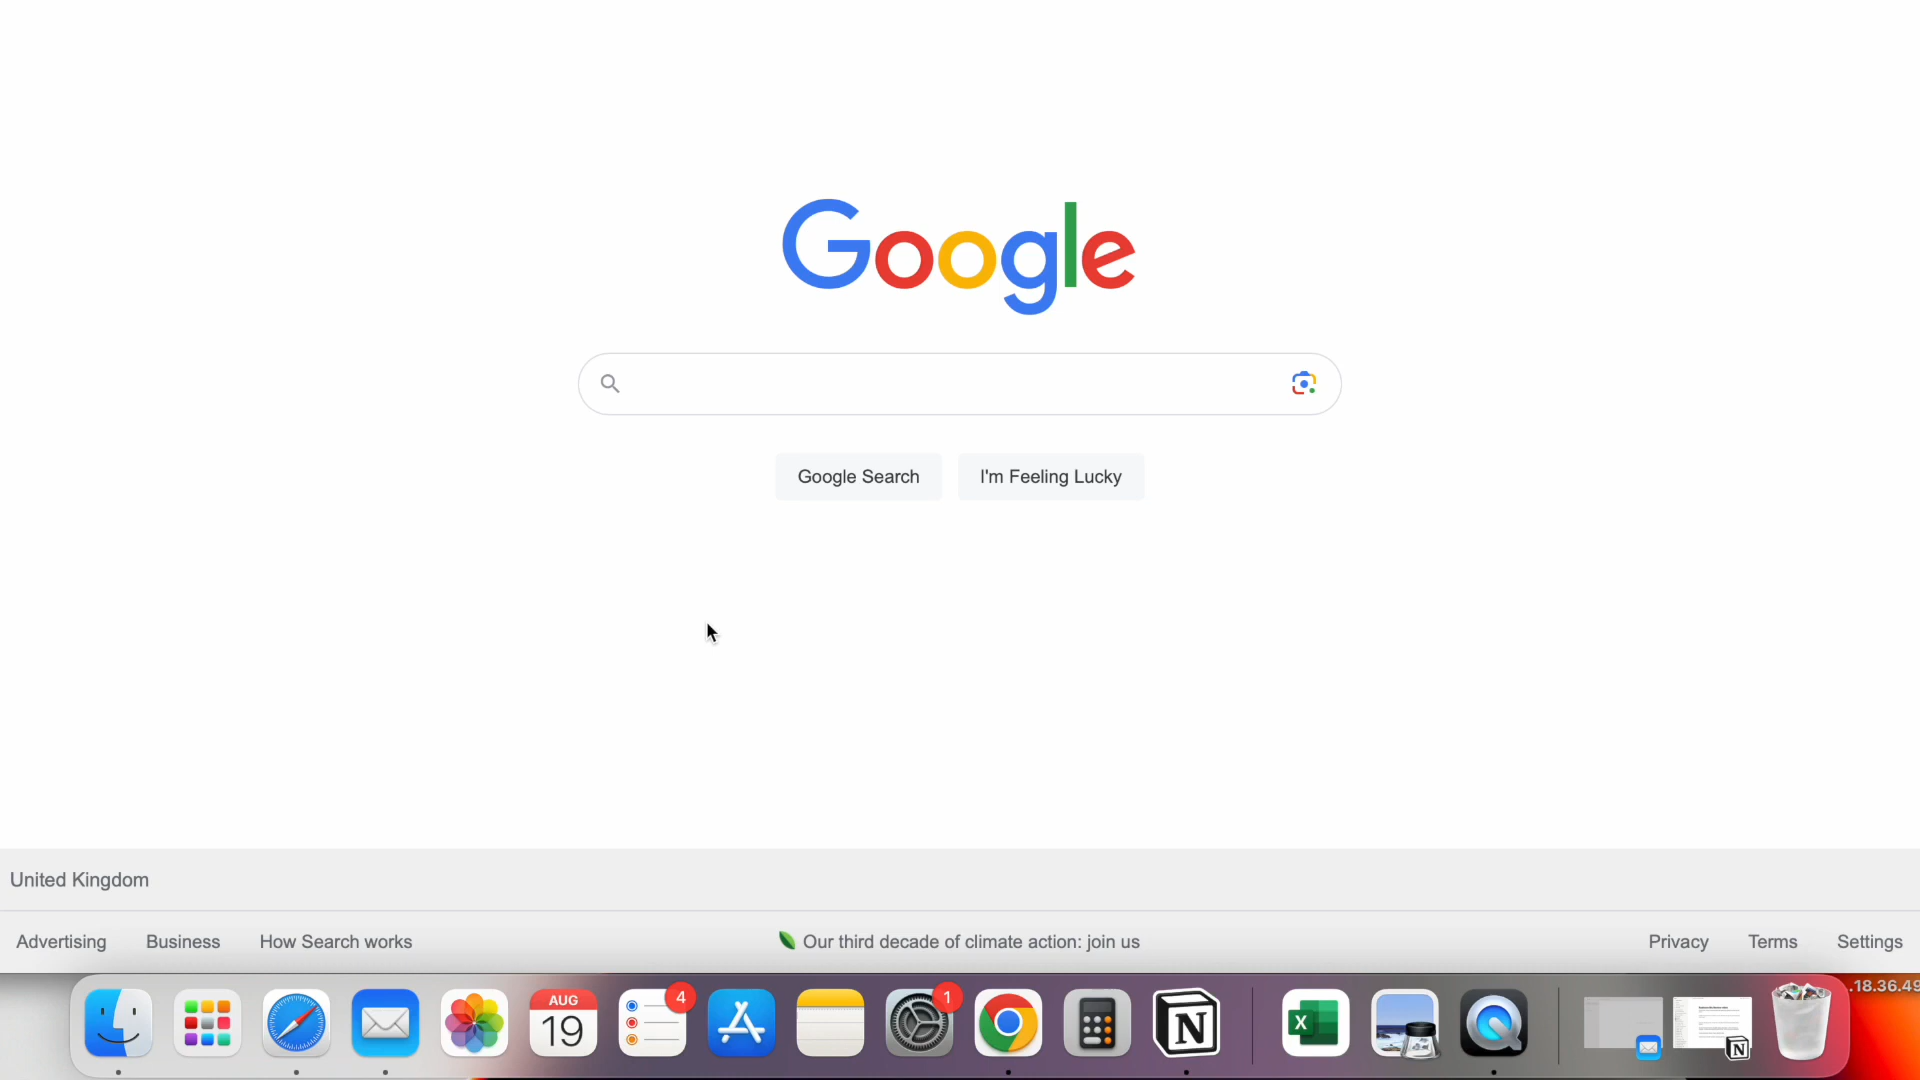 Google
Google Search
I'm Feeling Lucky
United Kingdom
Advertising
Business
How Search works
Our third decade of climate action: join us
Privacy
Terms
Settings
AUG
19
4
1
N
X
N
.18.36.49